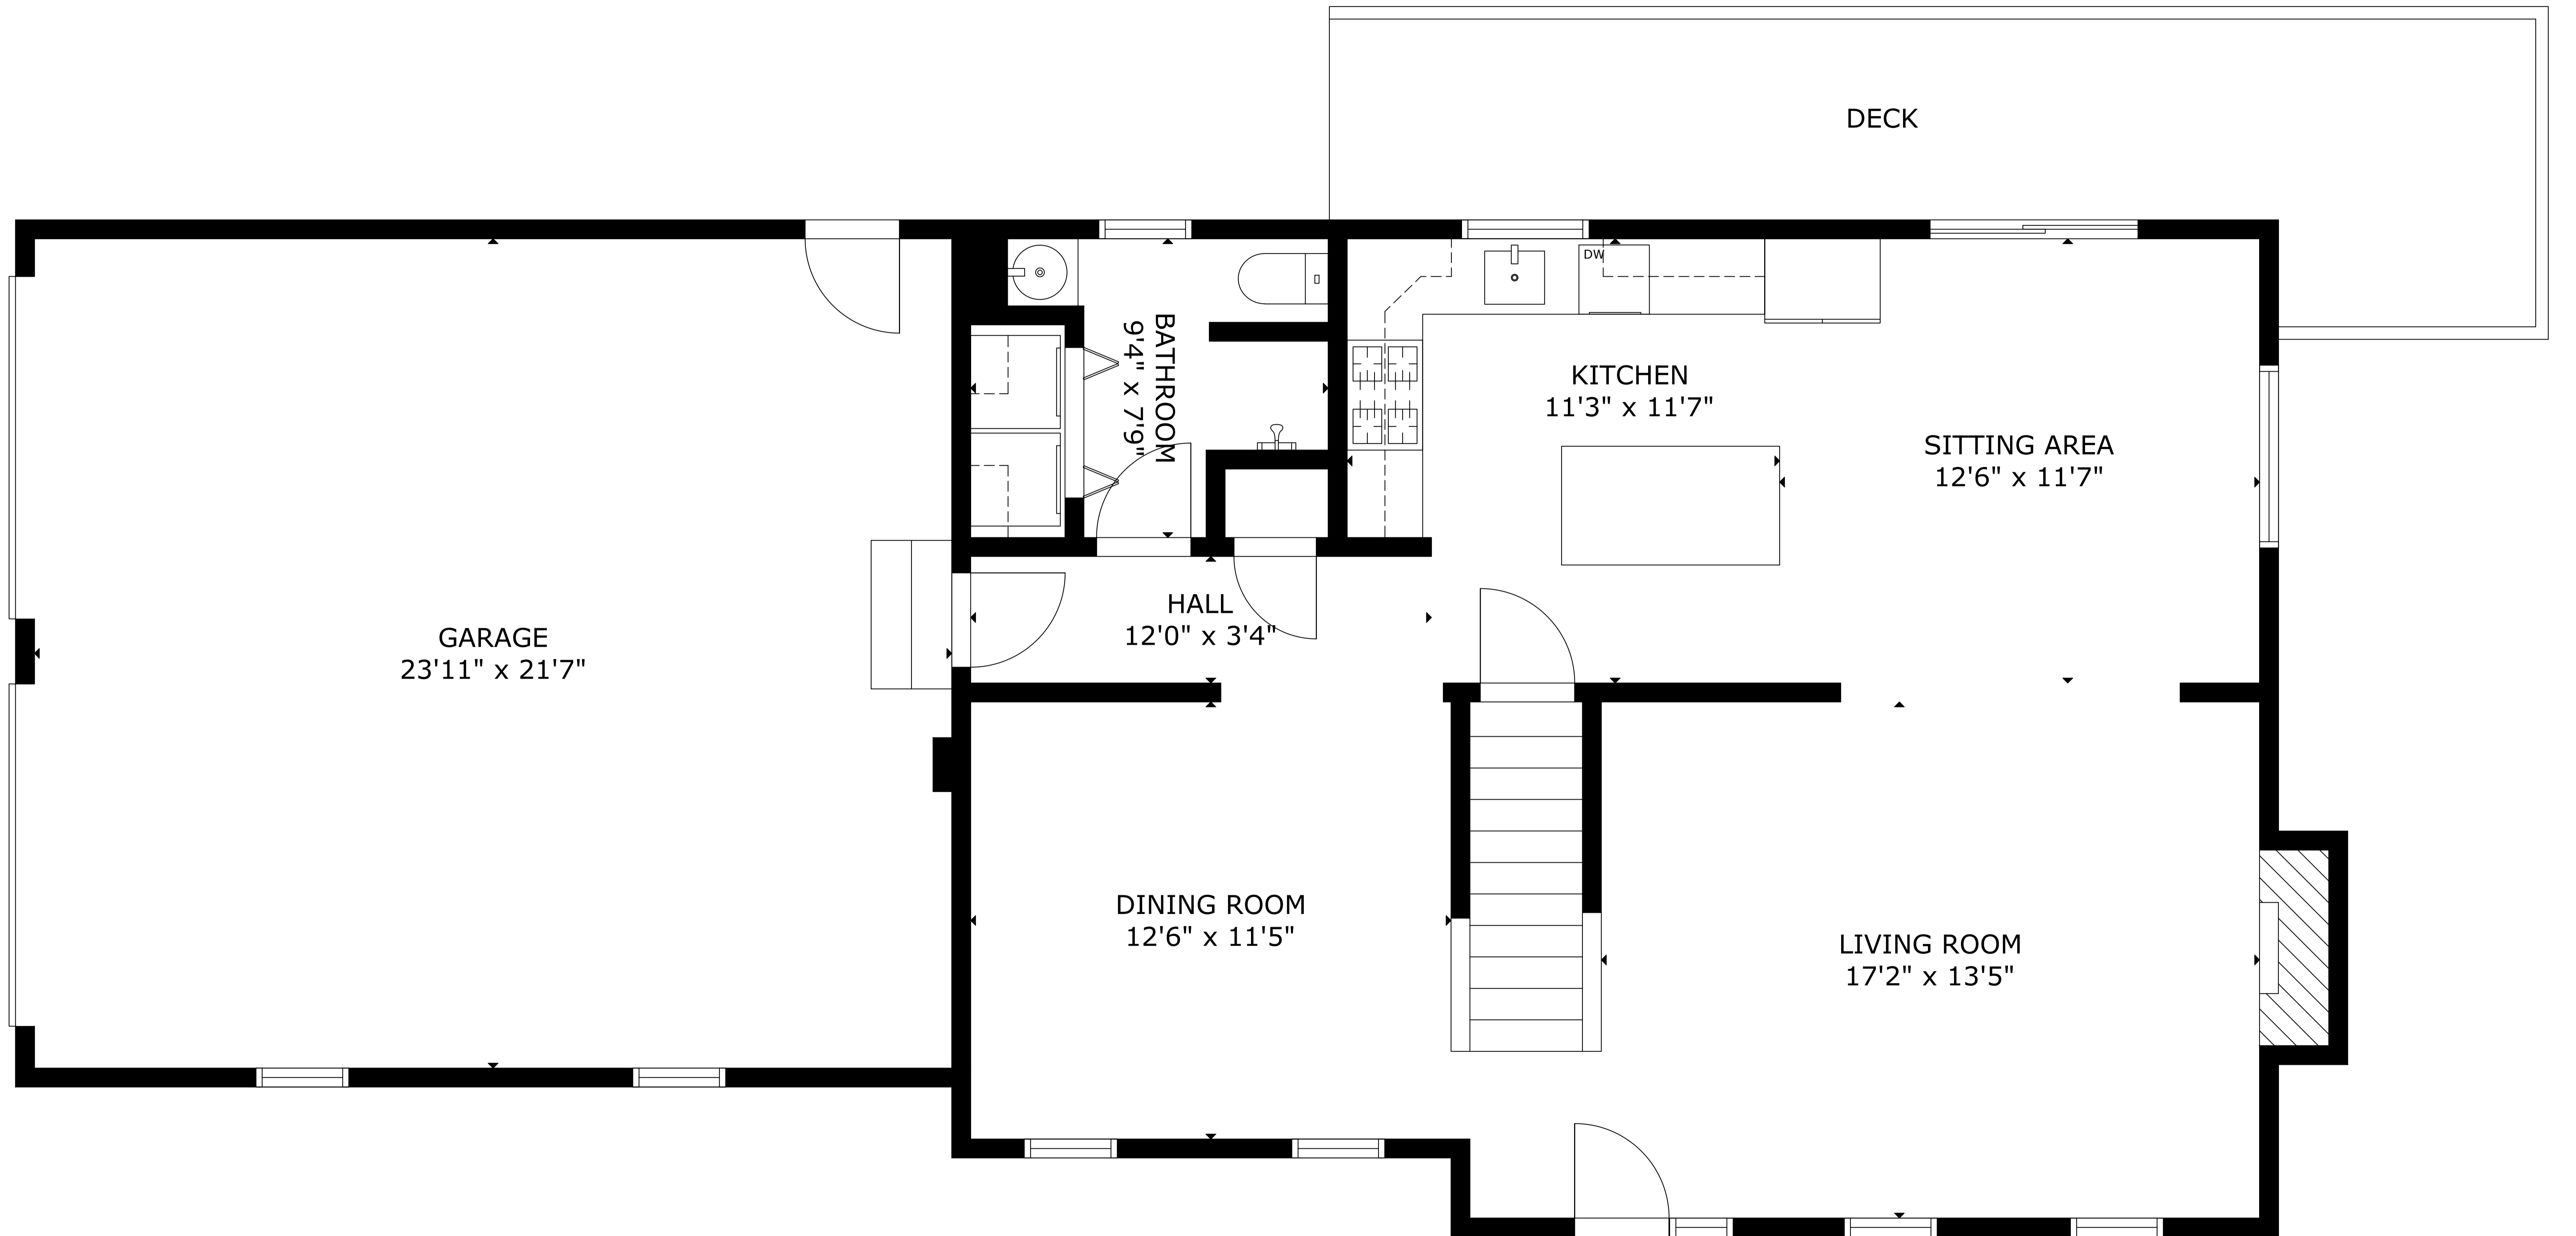 DECK
DW
BATHROOM
9'4" x 7'9"
KITCHEN
11'3" x 11'7"
SITTING AREA
12'6" x 11'7"
HALL
12'0" x 3'4"
GARAGE
23'11" x 21'7"
DINING ROOM
12'6" x 11'5"
LIVING ROOM
17'2" x 13'5"